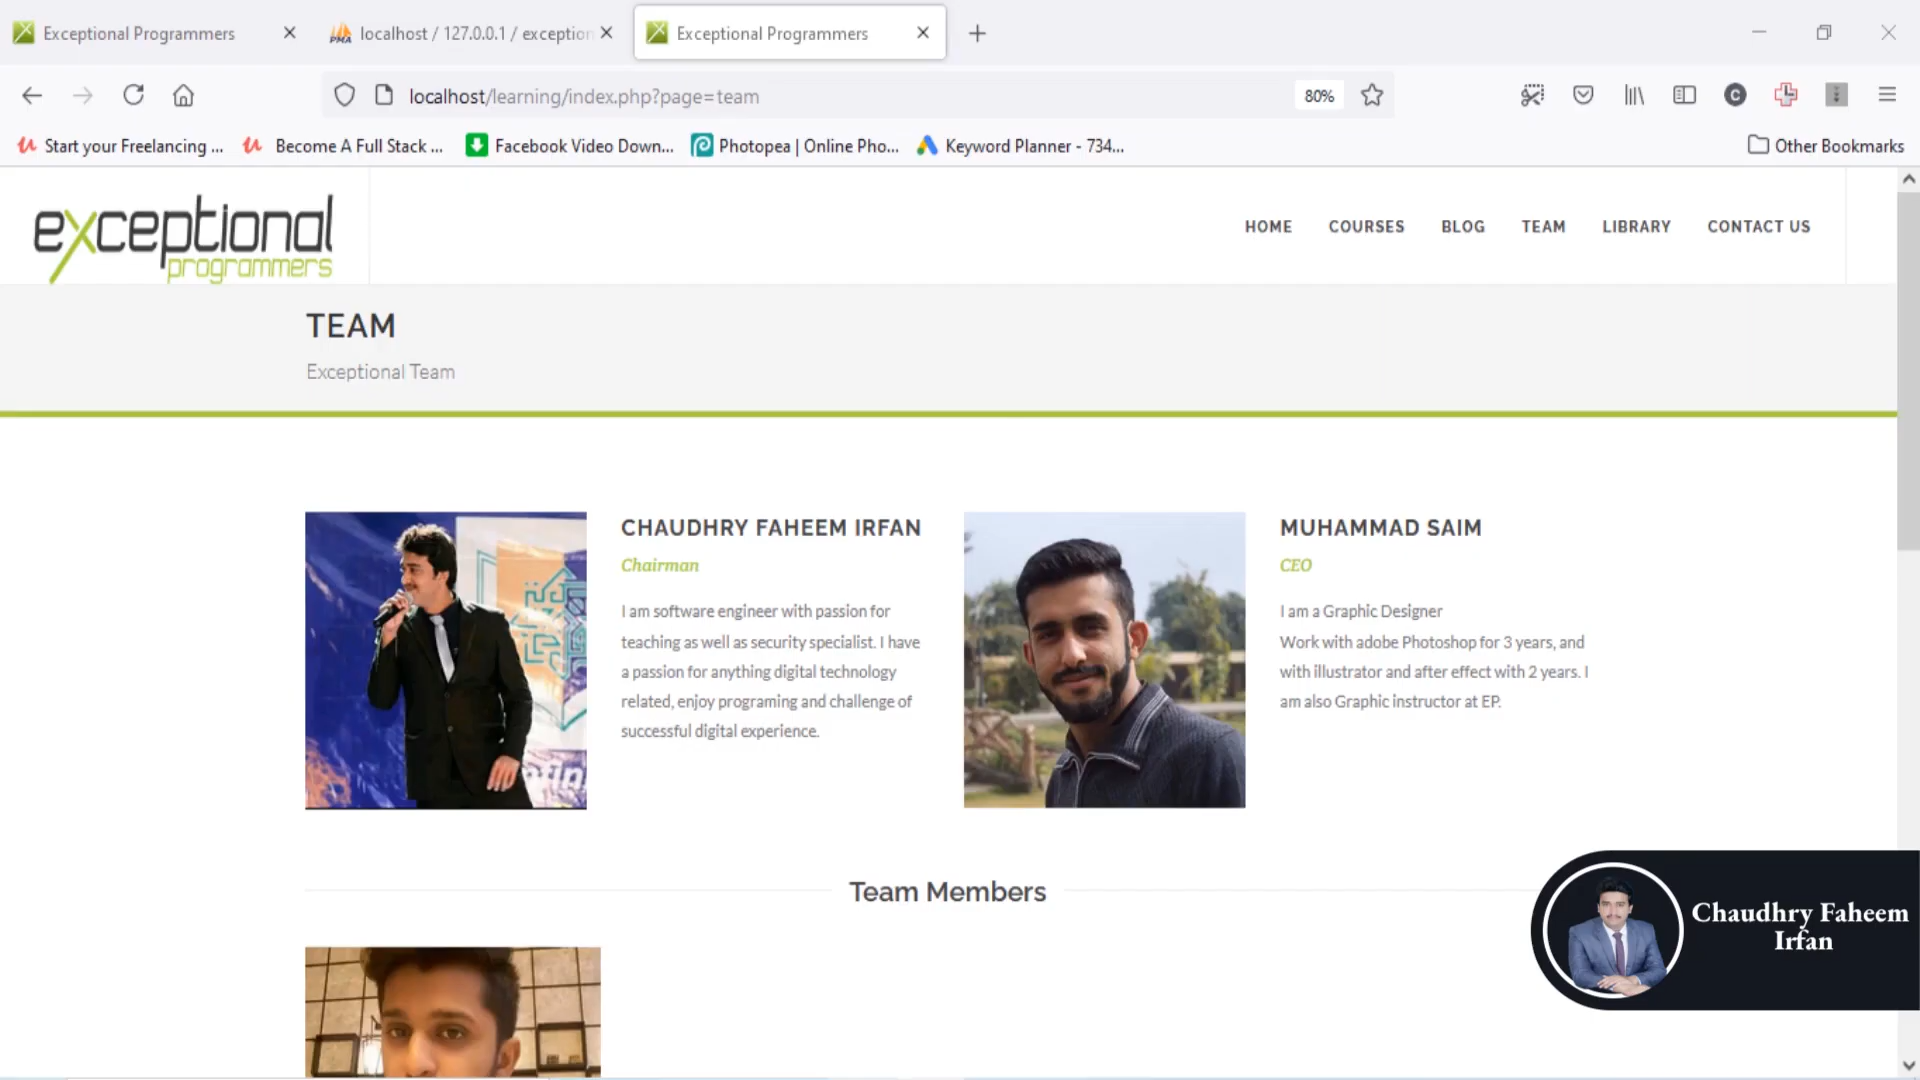 Exceptional Programmers
localhost / 127.0.0.1 / exception
Exceptional Programmers
localhost/learning/index.php?page=team
80%
Start your Freelancing ...
Become A Full Stack ...
Facebook Video Down...
Photopea | Online Pho...
Keyword Planner - 734...
Other Bookmarks
exceptional
programmers
HOME
COURSES
BLOG
TEAM
LIBRARY
CONTACT US
TEAM
Exceptional Team
CHAUDHRY FAHEEM IRFAN
Chairman
I am software engineer with passion for
teaching as well as security specialist. I have
a passion for anything digital technology
related, enjoy programing and challenge of
successful digital experience.
MUHAMMAD SAIM
CEO
I am a Graphic Designer
Work with adobe Photoshop for 3 years, and
with illustrator and after effect with 2 years. I
am also Graphic instructor at EP.
Team Members
Chaudhry Faheem
Irfan